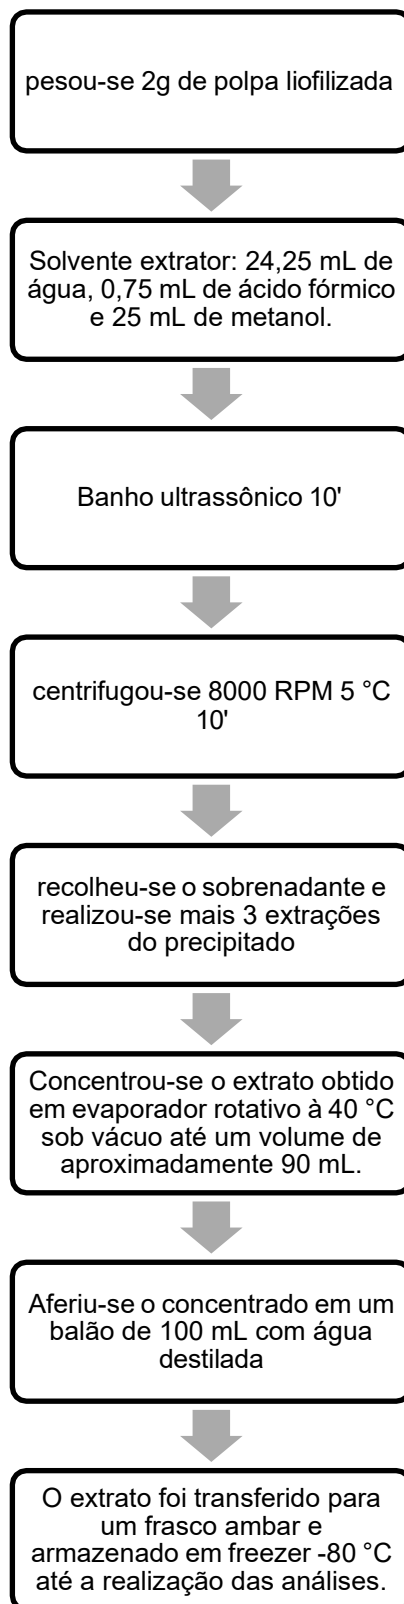 pesou-se 2g de polpa liofilizada
Solvente extrator: 24,25 mL de
água, 0,75 mL de ácido fórmico
e 25 mL de metanol.
Banho ultrassônico 10'
centrifugou-se 8000 RPM 5 °C
10'
recolheu-se o sobrenadante e
realizou-se mais 3 extrações
do precipitado
Concentrou-se o extrato obtido
em evaporador rotativo à 40 °C
sob vácuo até um volume de
aproximadamente 90 mL.
Aferiu-se o concentrado em um
balão de 100 mL com água
destilada
O extrato foi transferido para
um frasco ambar e
armazenado em freezer -80 °C
até a realização das análises.